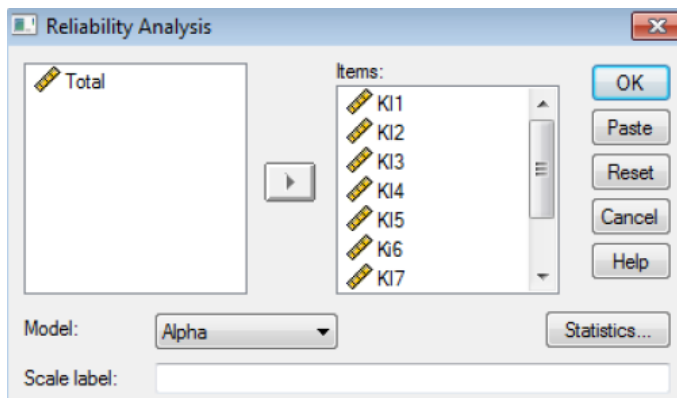 Reliability Analysis
Total
Items:
KI1
KI2
KI3
KI4
KI5
Ki6
KI7
OK
Paste
Reset
Cancel
Help
Model:
Alpha
Statistics...
Scale label: